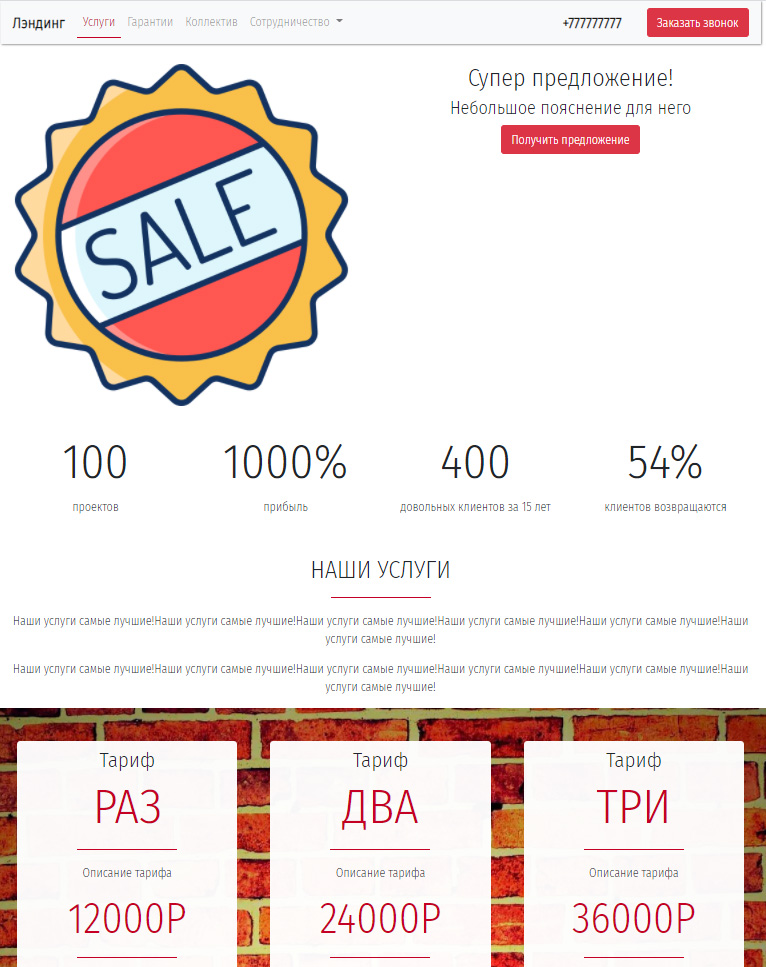 Лэндинг Услуги Гарантии Коллектив Сотрудничество +777777777 Заказать звонок
SALE
Супер предложение!
Небольшое пояснение для него
Получить предложение
100 1000% 400 54%
проектов прибыль довольных клиентов за 15 лет клиентов возвращаются
НАШИ УСЛУГИ
Наши услуги самые лучшие!Наши услуги самые лучшие!Наши услуги самые лучшие!Наши услуги самые лучшие!Наши услуги самые лучшие!Наши
услуги самые лучшие!
Наши услуги самые лучшие!Наши услуги самые лучшие!Наши услуги самые лучшие!Наши услуги самые лучшие!Наши услуги самые лучшие!Наши
услуги самые лучшие!
Тариф Тариф Тариф
РАЗ ДВА ТРИ
Описание тарифа Описание тарифа Описание тарифа
12000Р 24000Р 36000Р